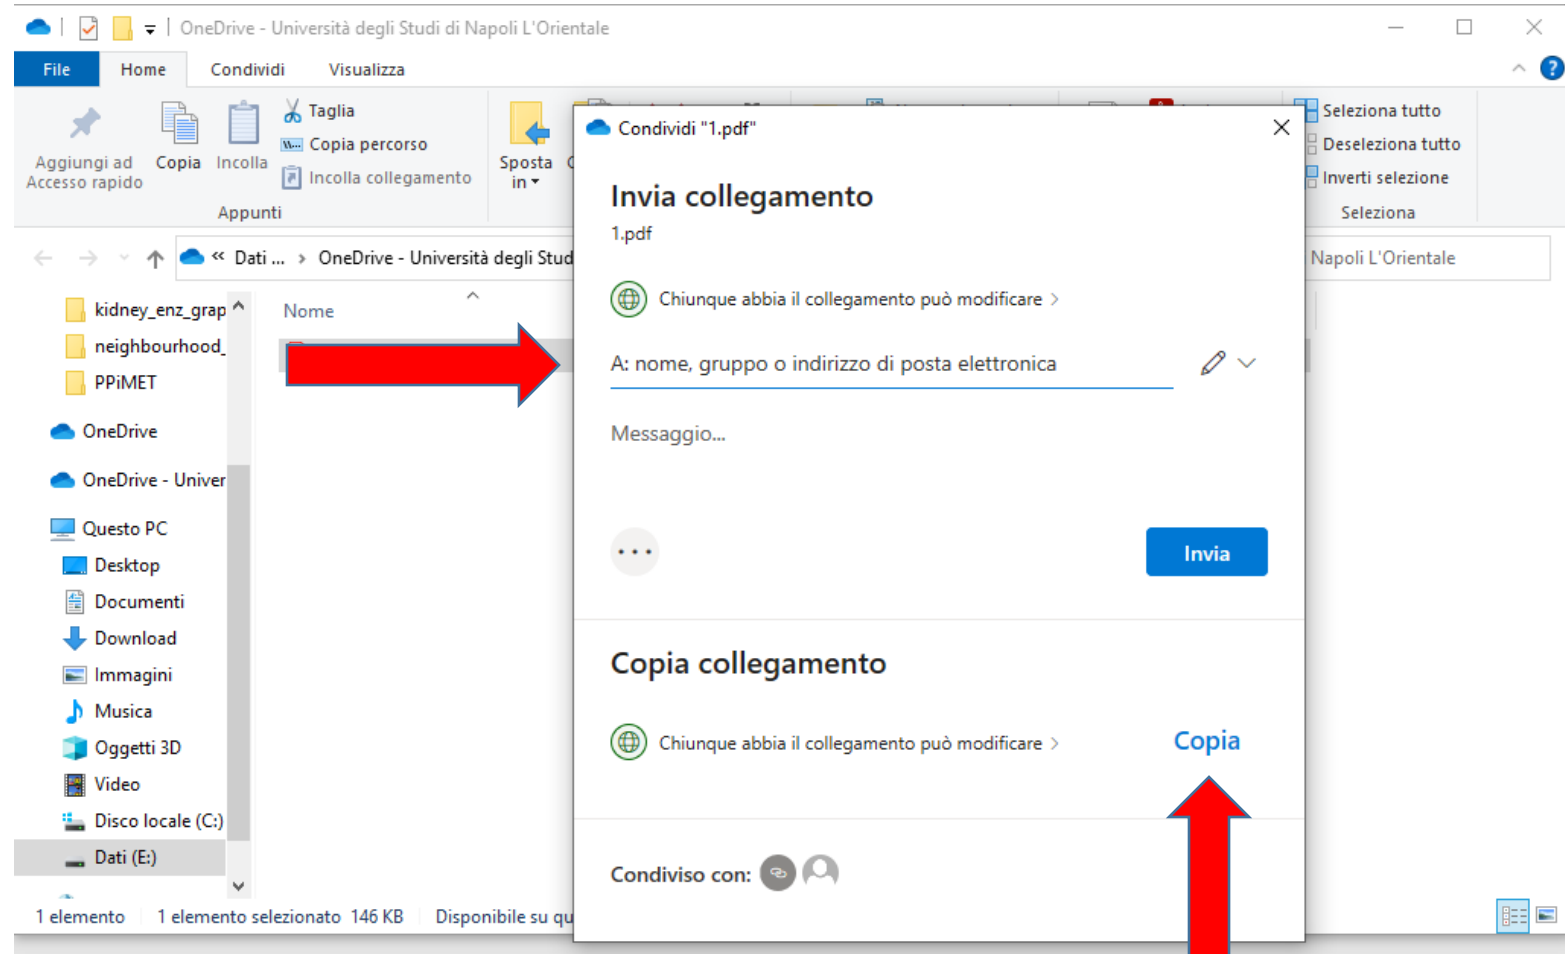 OneDrive - Università degli Studi di Napoli L'Orientale
File Home Condividi Visualizza
Aggiungi ad Accesso rapido
Copia
Incolla
Taglia
Copia percorso
Incolla collegamento
Appunti
Sposta in
Seleziona tutto
Deseleziona tutto
Inverti selezione
Seleziona
« Dati ... › OneDrive - Università degli Stud
Napoli L'Orientale
kidney_enz_grap
neighbourhood_
PPiMET
OneDrive
OneDrive - Univer
Questo PC
Desktop
Documenti
Download
Immagini
Musica
Oggetti 3D
Video
Disco locale (C:)
Dati (E:)
Nome
Condividi "1.pdf"
Invia collegamento
1.pdf
Chiunque abbia il collegamento può modificare >
A: nome, gruppo o indirizzo di posta elettronica
Messaggio...
Invia
Copia collegamento
Chiunque abbia il collegamento può modificare >
Copia
Condiviso con:
1 elemento 1 elemento selezionato 146 KB Disponibile su qu